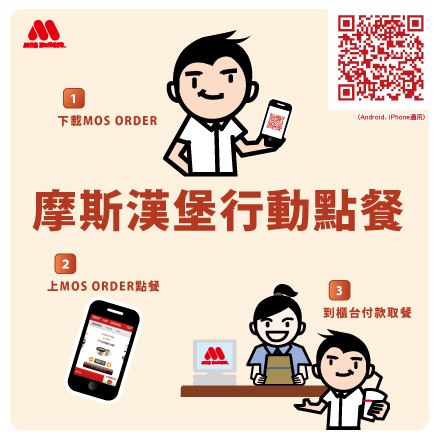 MOS BURGER.
(Android、iPhone適用)
1
下載MOS ORDER
摩斯漢堡行動點餐
2
上MOS ORDER點餐
3
到櫃台付款取餐